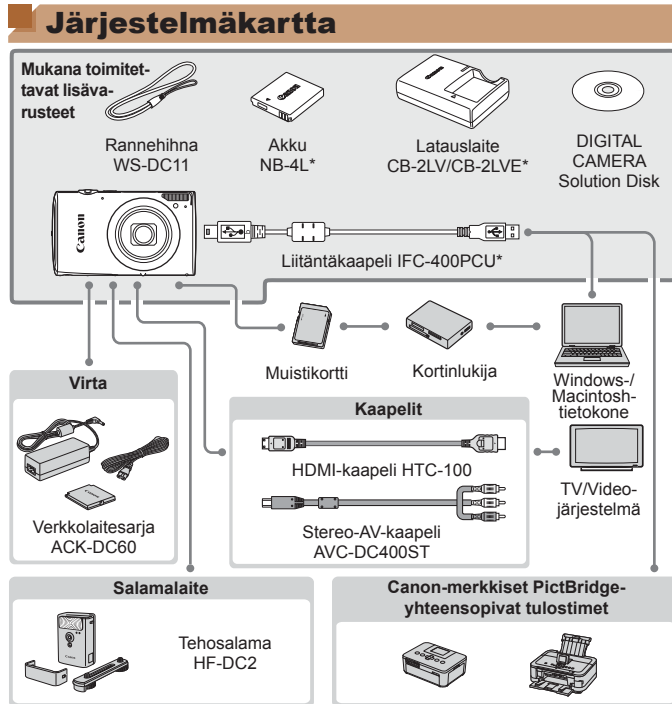 Järjestelmäkartta
Mukana toimitet-
tavat lisäva-
rusteet
Rannehihna
WS-DC11
Akku
NB-4L*
Latauslaite
CB-2LV/CB-2LVE*
DIGITAL
CAMERA
Solution Disk
Canon
Liitäntäkaapeli IFC-400PCU*
Muistikortti
Kortinlukija
Windows-/
Macintosh-
tietokone
Virta
Verkkolaitesarja
ACK-DC60
Kaapelit
HDMI-kaapeli HTC-100
Stereo-AV-kaapeli
AVC-DC400ST
TV/Video-
järjestelmä
Salamalaite
Tehosalama
HF-DC2
Canon-merkkiset PictBridge-
yhteensopivat tulostimet